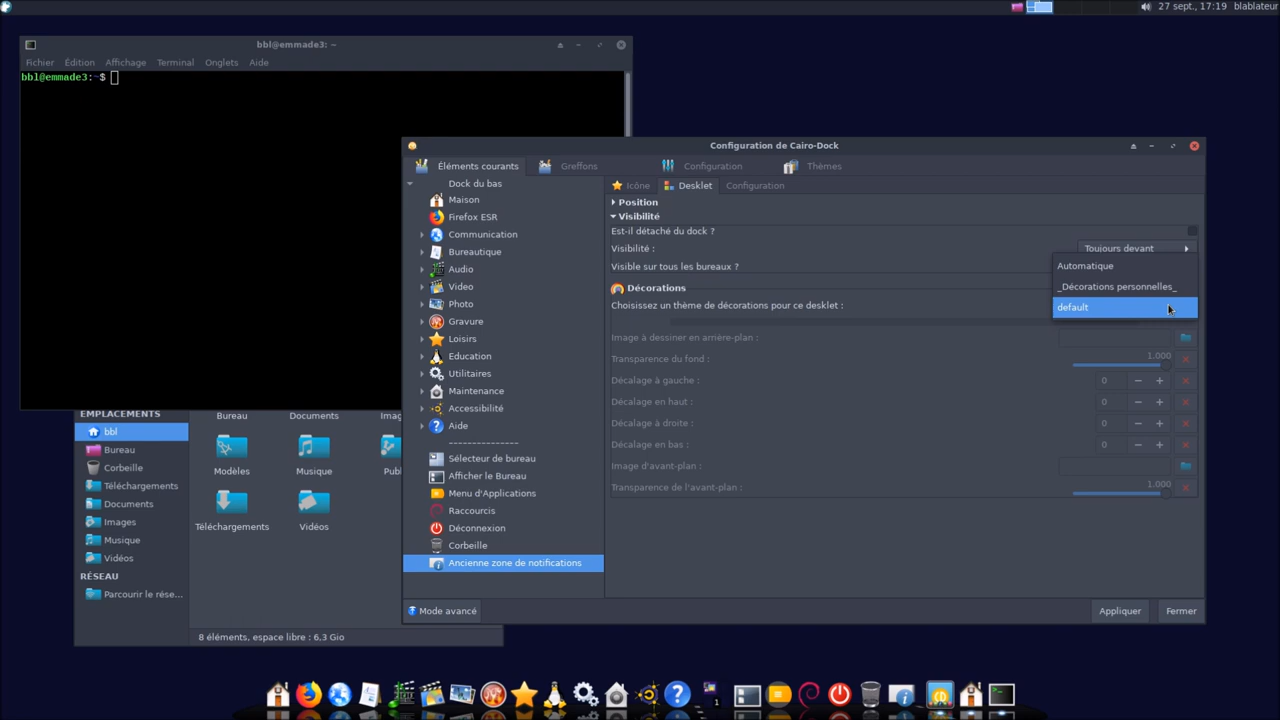 27 sept., 17:19 blablateur
bbl@emmade3: ~
Fichier Édition Affichage Terminal Onglets Aide
bbl@emmade3:~$
Configuration de Cairo-Dock
Éléments courants Greffons Configuration Thèmes
Dock du bas
Maison
Firefox ESR
Communication
Bureautique
Audio
Video
Photo
Gravure
Loisirs
Education
Utilitaires
Maintenance
Accessibilité
Aide
---------------
Sélecteur de bureau
Afficher le Bureau
Menu d'Applications
Raccourcis
Déconnexion
Corbeille
Ancienne zone de notifications
Icône Desklet Configuration
Position
Visibilité
Est-il détaché du dock ?
Visibilité : Toujours devant
Visible sur tous les bureaux ?
Automatique
_Décorations personnelles_
default
Décorations
Choisissez un thème de décorations pour ce desklet :
Image à dessiner en arrière-plan :
Transparence du fond : 1.000
Décalage à gauche : 0
Décalage en haut : 0
Décalage à droite : 0
Décalage en bas : 0
Image d'avant-plan :
Transparence de l'avant-plan : 1.000
Mode avancé Appliquer Fermer
EMPLACEMENTS
bbl
Bureau
Corbeille
Téléchargements
Documents
Images
Musique
Vidéos
RÉSEAU
Parcourir le rése...
Bureau Documents Imag
Modèles Musique Publ
Téléchargements Vidéos
8 éléments, espace libre : 6,3 Gio
1